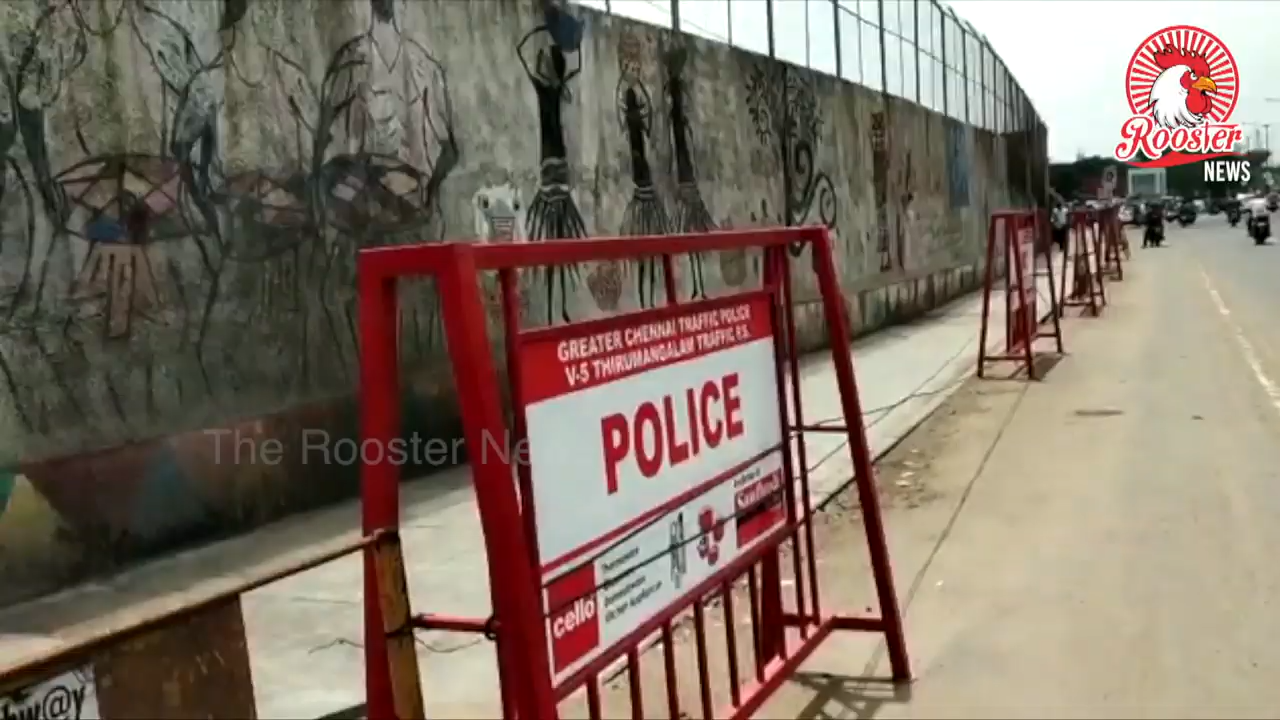 Rooster
NEWS
GREATER CHENNAI TRAFFIC POLICE
V-5 THIRUMANGALAM TRAFFIC P.S.
POLICE
The Rooster Ne
cello